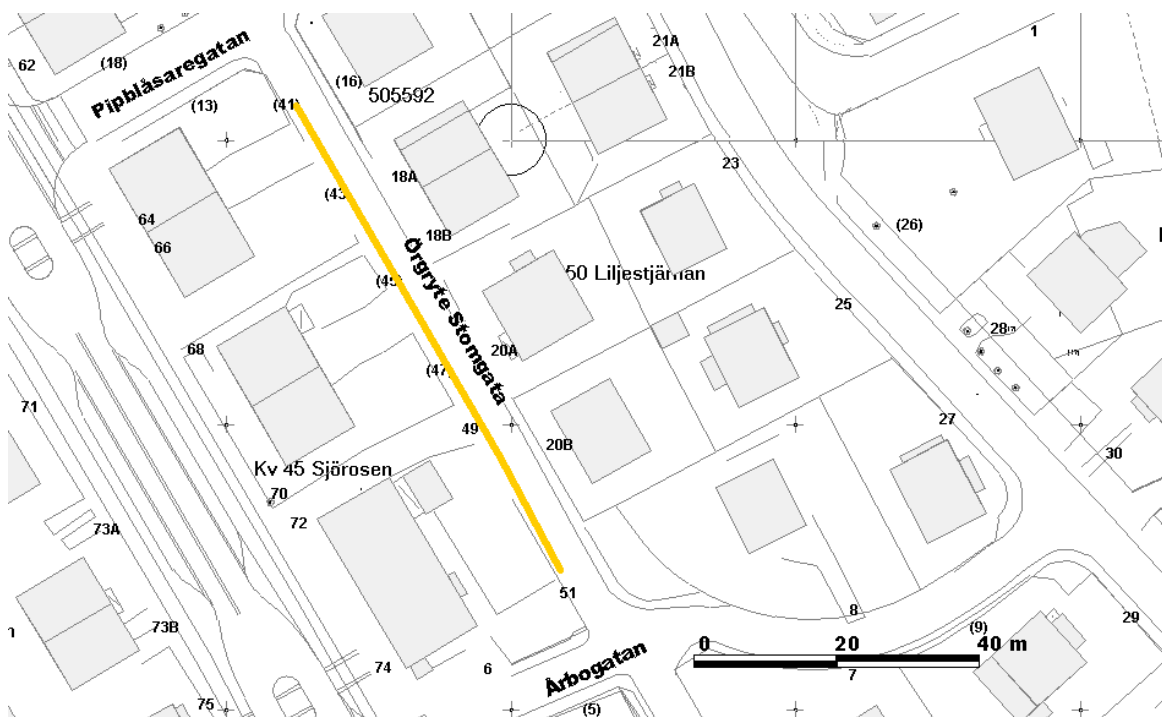 62
(18)
Pipblåsaregatan
(13)
(41)
(16)
505592
21A
21B
1
18A
(43)
18B
64
66
23
(26)
Örgryte Stomgata
(45)
50 Liljestjärnan
25
28
68
20A
(47)
71
49
20B
27
30
Kv 45 Sjörosen
70
72
73A
51
8
29
73B
(9)
0 20 40 m
74
6
Årbogatan
7
75
(5)